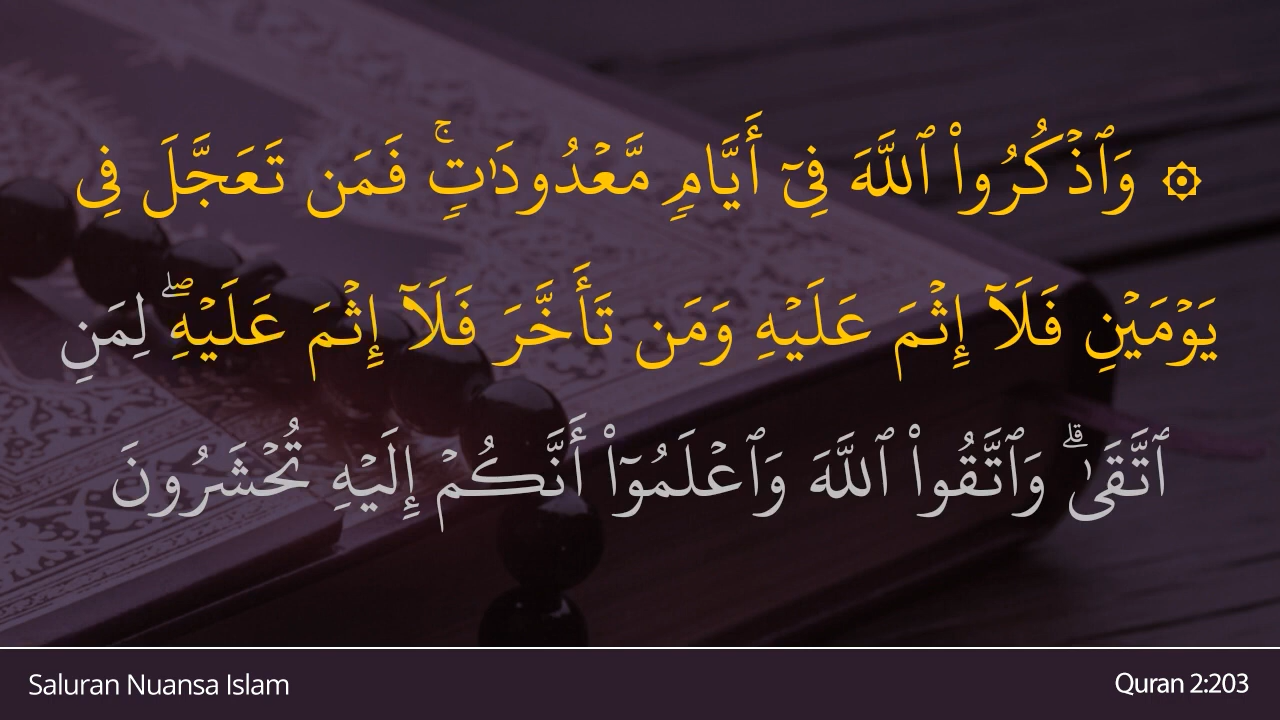 ۞ وَٱذۡكُرُوا۟ ٱللَّهَ فِىٓ أَيَّامٍ مَّعۡدُودَٰتٍۚ فَمَن تَعَجَّلَ فِى
يَوۡمَيۡنِ فَلَآ إِثۡمَ عَلَيۡهِ وَمَن تَأَخَّرَ فَلَآ إِثۡمَ عَلَيۡهِۖ لِمَنِ
ٱتَّقَىٰۗ وَٱتَّقُوا۟ ٱللَّهَ وَٱعۡلَمُوٓا۟ أَنَّكُمۡ إِلَيۡهِ تُحۡشَرُونَ
Saluran Nuansa Islam
Quran 2:203